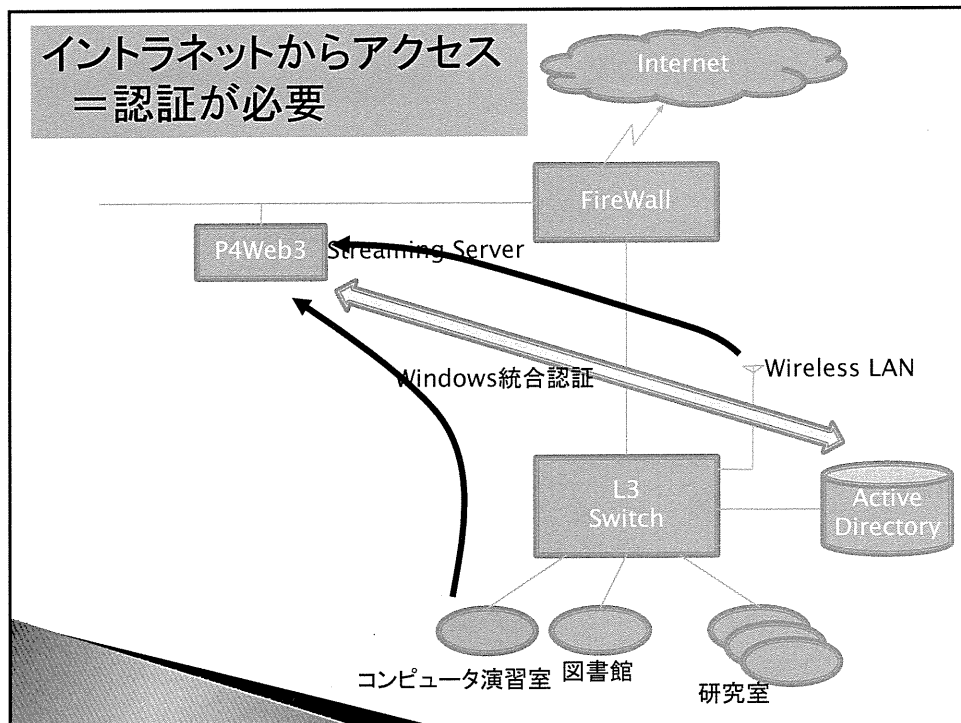 イントラネットからアクセス
＝認証が必要
Internet
FireWall
P4Web3
Streaming Server
Windows統合認証
Wireless LAN
L3
Switch
Active
Directory
コンピュータ演習室
図書館
研究室